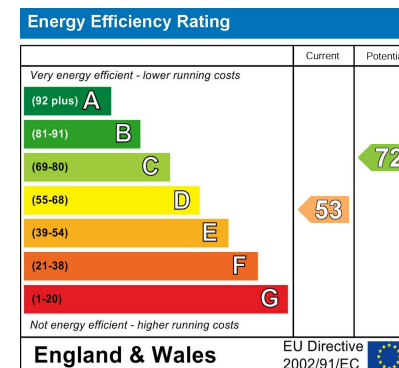 Energy Efficiency Rating
Current
Potentia
Very energy efficient - lower running costs
(92 plus) A
(81-91) B
(69-80) C
72
(55-68) D
53
(39-54) E
(21-38) F
(1-20) G
Not energy efficient - higher running costs
England & Wales
EU Directive
2002/91/EC